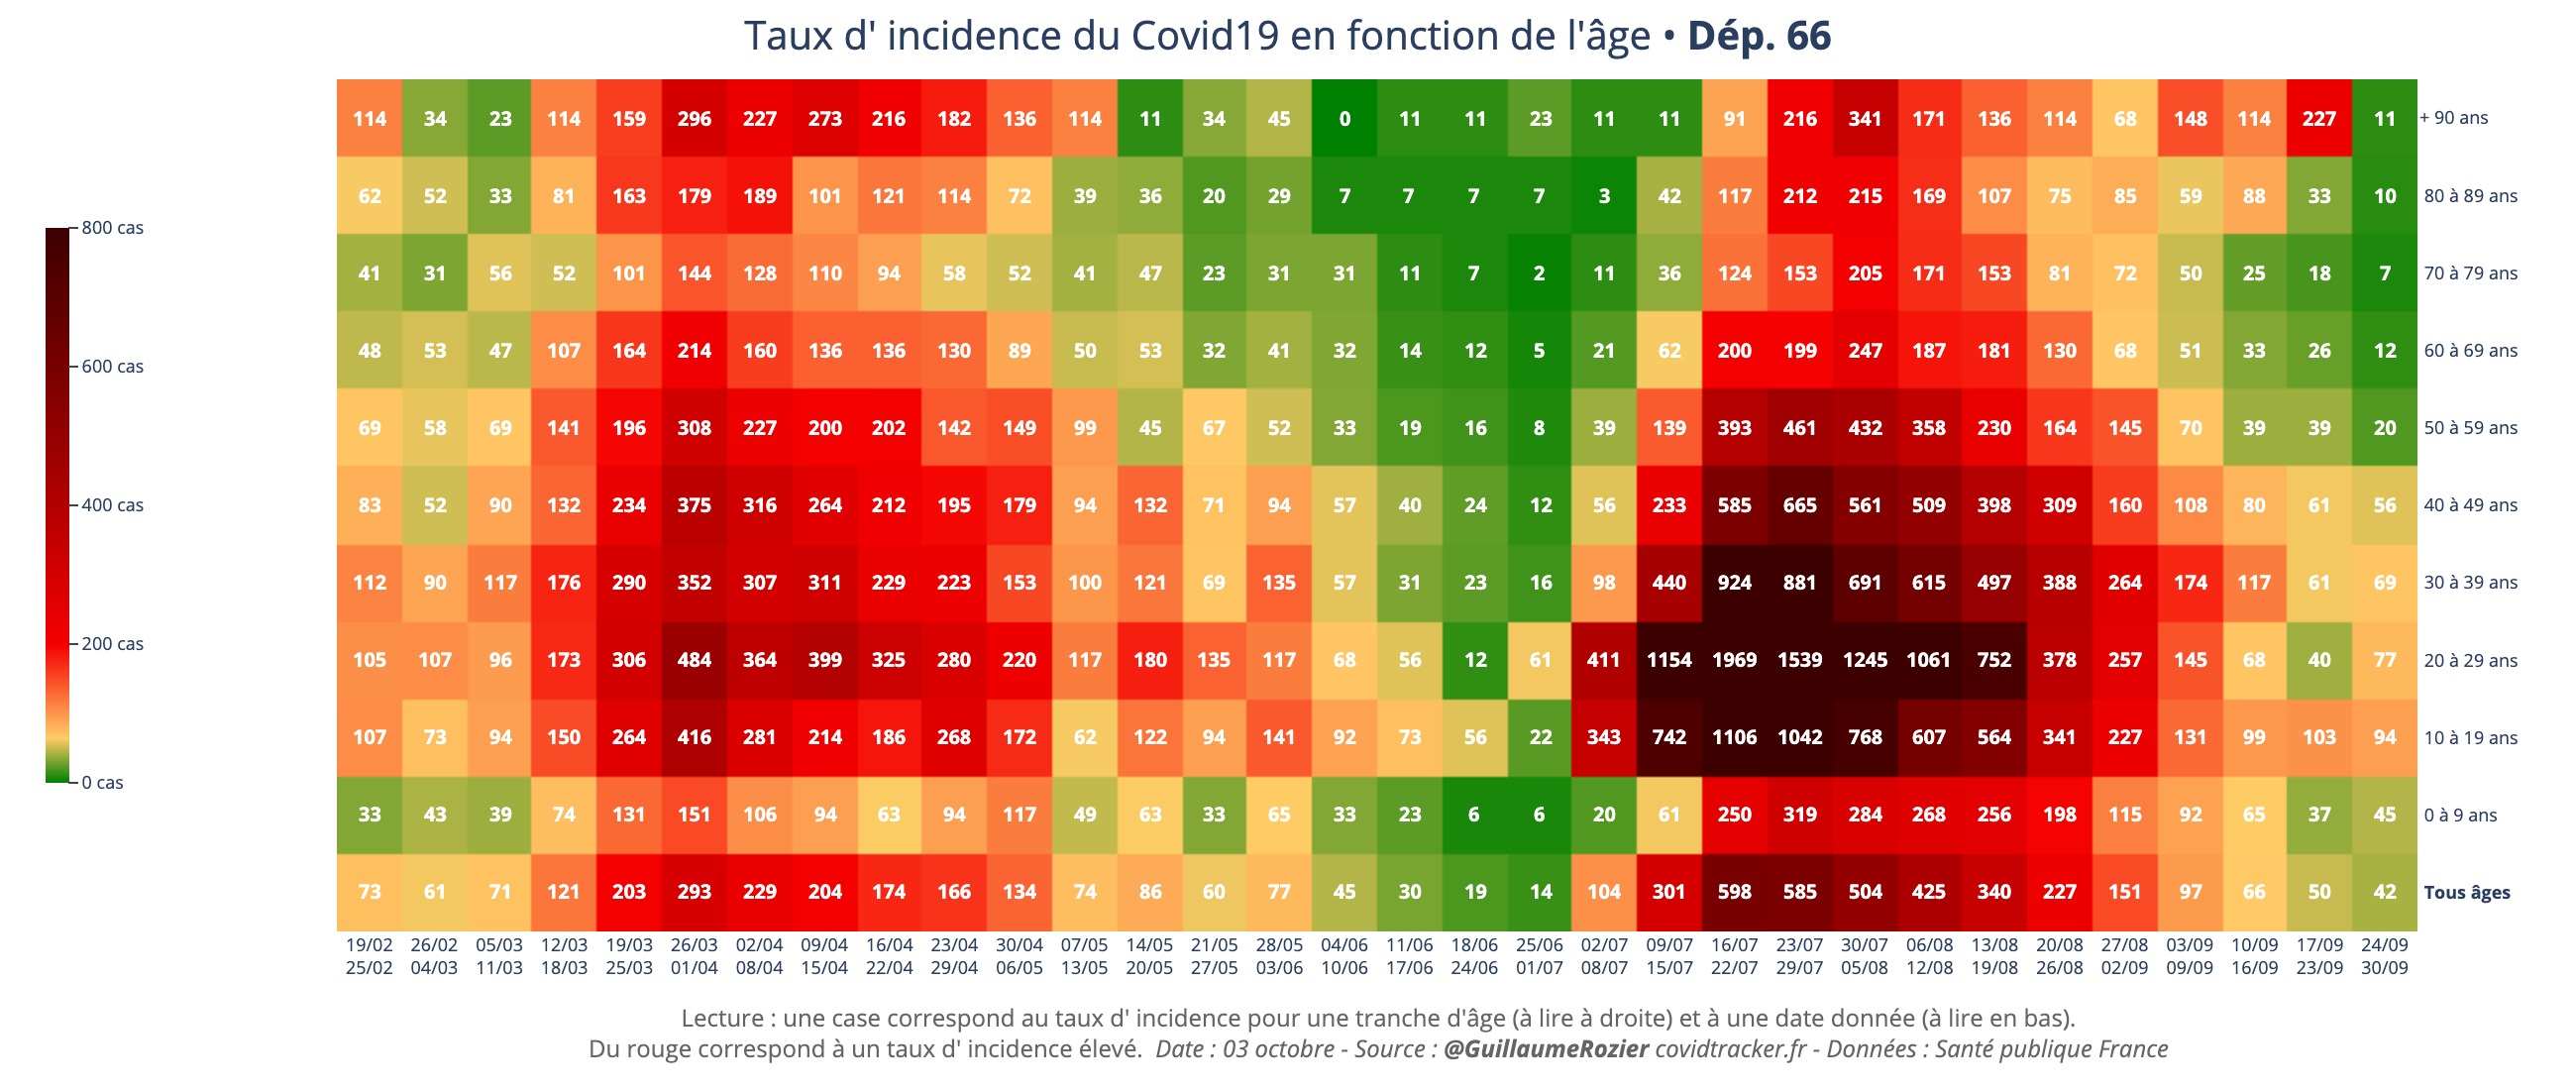 Taux d' incidence du Covid19 en fonction de l'âge • Dép. 66
800 cas
600 cas
400 cas
200 cas
0 cas
114 34 23 114 159 296 227 273 216 182 136 114 11 34 45 0 11 11 23 11 11 91 216 341 171 136 114 68 148 114 227 11 + 90 ans
62 52 33 81 163 179 189 101 121 114 72 39 36 20 29 7 7 7 7 3 42 117 212 215 169 107 75 85 59 88 33 10 80 à 89 ans
41 31 56 52 101 144 128 110 94 58 52 41 47 23 31 31 11 7 2 11 36 124 153 205 171 153 81 72 50 25 18 7 70 à 79 ans
48 53 47 107 164 214 160 136 136 130 89 50 53 32 41 32 14 12 5 21 62 200 199 247 187 181 130 68 51 33 26 12 60 à 69 ans
69 58 69 141 196 308 227 200 202 142 149 99 45 67 52 33 19 16 8 39 139 393 461 432 358 230 164 145 70 39 39 20 50 à 59 ans
83 52 90 132 234 375 316 264 212 195 179 94 132 71 94 57 40 24 12 56 233 585 665 561 509 398 309 160 108 80 61 56 40 à 49 ans
112 90 117 176 290 352 307 311 229 223 153 100 121 69 135 57 31 23 16 98 440 924 881 691 615 497 388 264 174 117 61 69 30 à 39 ans
105 107 96 173 306 484 364 399 325 280 220 117 180 135 117 68 56 12 61 411 1154 1969 1539 1245 1061 752 378 257 145 68 40 77 20 à 29 ans
107 73 94 150 264 416 281 214 186 268 172 62 122 94 141 92 73 56 22 343 742 1106 1042 768 607 564 341 227 131 99 103 94 10 à 19 ans
33 43 39 74 131 151 106 94 63 94 117 49 63 33 65 33 23 6 6 20 61 250 319 284 268 256 198 115 92 65 37 45 0 à 9 ans
73 61 71 121 203 293 229 204 174 166 134 74 86 60 77 45 30 19 14 104 301 598 585 504 425 340 227 151 97 66 50 42 Tous âges
19/02 26/02 05/03 12/03 19/03 26/03 02/04 09/04 16/04 23/04 30/04 07/05 14/05 21/05 28/05 04/06 11/06 18/06 25/06 02/07 09/07 16/07 23/07 30/07 06/08 13/08 20/08 27/08 03/09 10/09 17/09 24/09
25/02 04/03 11/03 18/03 25/03 01/04 08/04 15/04 22/04 29/04 06/05 13/05 20/05 27/05 03/06 10/06 17/06 24/06 01/07 08/07 15/07 22/07 29/07 05/08 12/08 19/08 26/08 02/09 09/09 16/09 23/09 30/09
Lecture : une case correspond au taux d' incidence pour une tranche d'âge (à lire à droite) et à une date donnée (à lire en bas).
Du rouge correspond à un taux d' incidence élevé. Date : 03 octobre - Source : @GuillaumeRozier covidtracker.fr - Données : Santé publique France